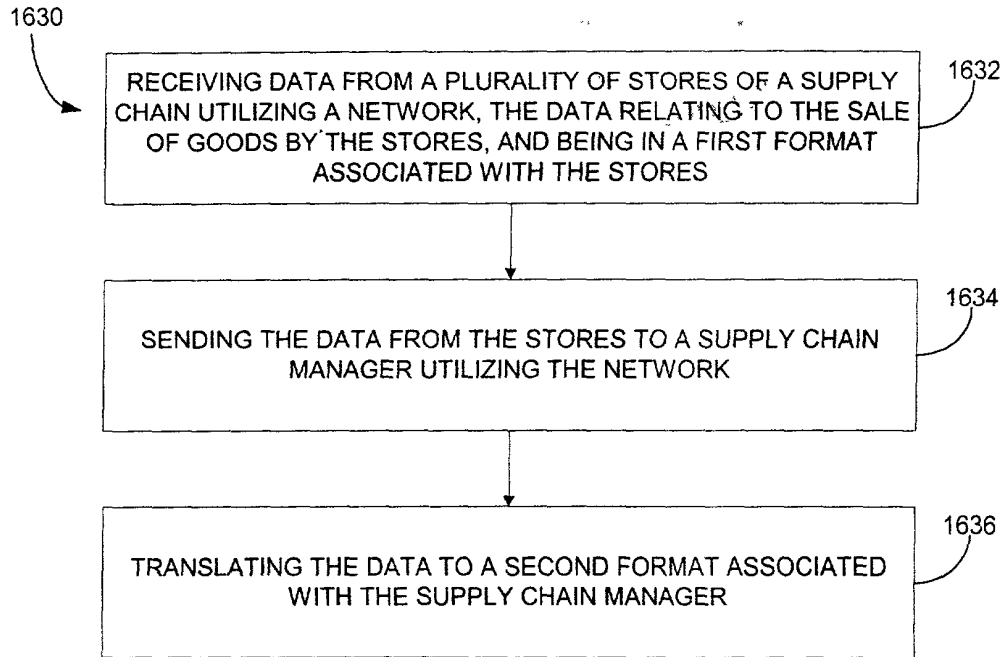 1630
RECEIVING DATA FROM A PLURALITY OF STORES OF A SUPPLY
CHAIN UTILIZING A NETWORK, THE DATA RELATING TO THE SALE
OF GOODS BY THE STORES, AND BEING IN A FIRST FORMAT
ASSOCIATED WITH THE STORES
1632
SENDING THE DATA FROM THE STORES TO A SUPPLY CHAIN
MANAGER UTILIZING THE NETWORK
1634
TRANSLATING THE DATA TO A SECOND FORMAT ASSOCIATED
WITH THE SUPPLY CHAIN MANAGER
1636